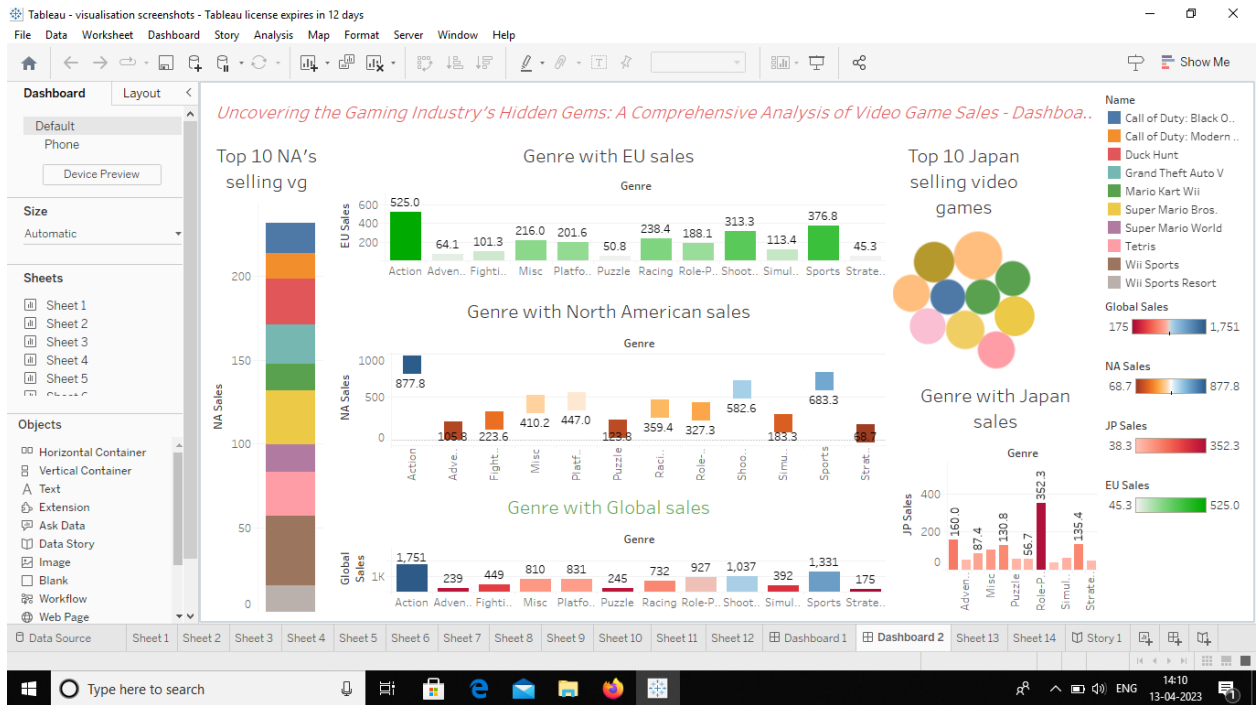 Tableau - visualisation screenshots - Tableau license expires in 12 days
File Data Worksheet Dashboard Story Analysis Map Format Server Window Help
Show Me
Dashboard Layout
Default
Phone
Device Preview
Size
Automatic
Sheets
Sheet 1
Sheet 2
Sheet 3
Sheet 4
Sheet 5
Objects
Horizontal Container
Vertical Container
A Text
Extension
Ask Data
Data Story
Image
Blank
Workflow
Web Page
Uncovering the Gaming Industry's Hidden Gems: A Comprehensive Analysis of Video Game Sales - Dashboa..
Top 10 NA's
selling vg
NA Sales
200
150
100
50
0
Genre with EU sales
Genre
EU Sales
600
400
200
525.0 64.1 101.3 216.0 201.6 50.8 238.4 188.1 313.3 113.4 376.8 45.3
Action Adven.. Fighti.. Misc Platfo.. Puzzle Racing Role-P.. Shoot.. Simul.. Sports Strate..
Genre with North American sales
Genre
NA Sales
1000
500
0
877.8 105.8 223.6 410.2 447.0 123.8 359.4 327.3 582.6 183.3 683.3 68.7
Action Adve.. Fight.. Misc Platf.. Puzzle Raci.. Role-.. Shoo.. Simu.. Sports Strat..
Genre with Global sales
Genre
Global
Sales
1K
1,751 239 449 810 831 245 732 927 1,037 392 1,331 175
Action Adven.. Fighti.. Misc Platfo.. Puzzle Racing Role-P.. Shoot.. Simul.. Sports Strate..
Top 10 Japan
selling video
games
Genre with Japan
sales
Genre
JP Sales
400
200
0
160.0 87.4 130.8 56.7 352.3 135.4
Adven.. Misc Puzzle Role-P.. Simul.. Strate..
Name
Call of Duty: Black O..
Call of Duty: Modern ..
Duck Hunt
Grand Theft Auto V
Mario Kart Wii
Super Mario Bros.
Super Mario World
Tetris
Wii Sports
Wii Sports Resort
Global Sales
175 1,751
NA Sales
68.7 877.8
JP Sales
38.3 352.3
EU Sales
45.3 525.0
Data Source Sheet 1 Sheet 2 Sheet 3 Sheet 4 Sheet 5 Sheet 6 Sheet 7 Sheet 8 Sheet 9 Sheet 10 Sheet 11 Sheet 12 Dashboard 1 Dashboard 2 Sheet 13 Sheet 14 Story 1
Type here to search
ENG
14:10
13-04-2023
1